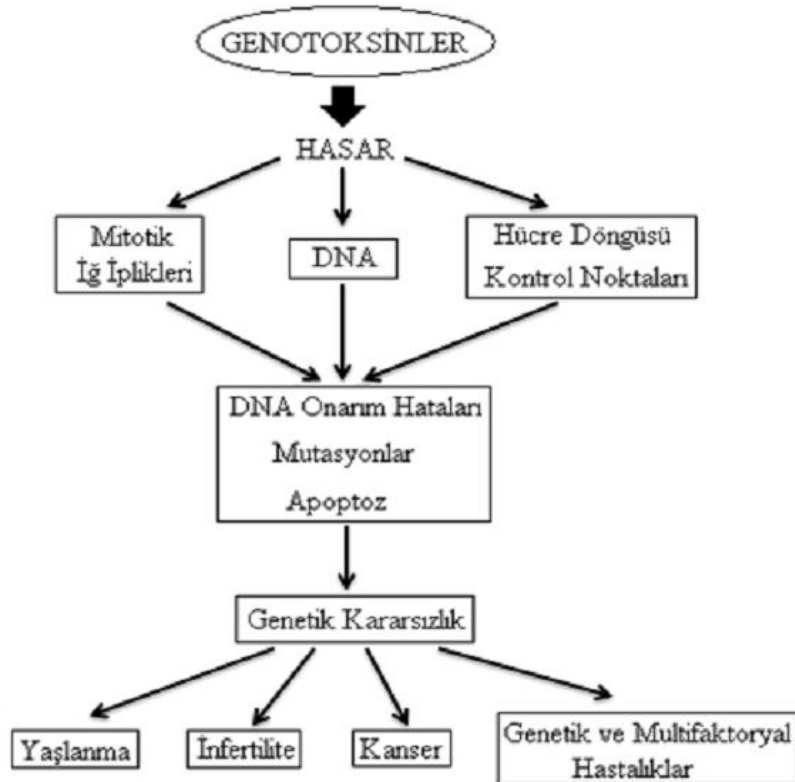 GENOTOKSİNLER
HASAR
Mitotik
İğ İplikleri
DNA
Hücre Döngüsü
Kontrol Noktaları
DNA Onarım Hataları
Mutasyonlar
Apoptoz
Genetik Kararsızlık
Yaşlanma
İnfertilite
Kanser
Genetik ve Multifaktoryal
Hastalıklar